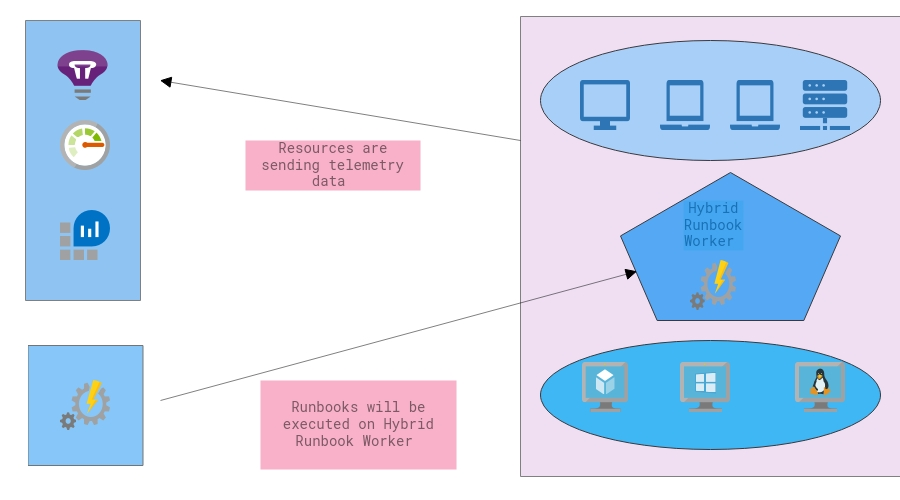 Resources are
sending telemetry
data
Hybrid
Runbook
Worker
Runbooks will be
executed on Hybrid
Runbook Worker